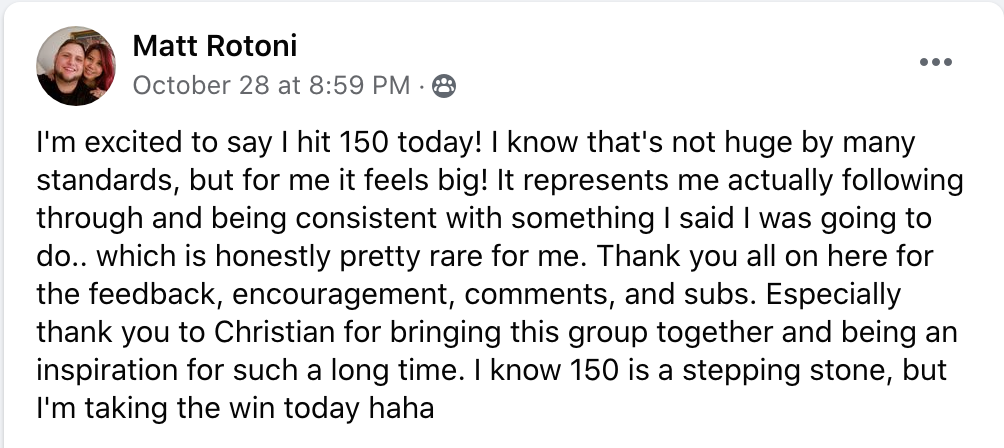 Matt Rotoni
October 28 at 8:59 PM ·
I'm excited to say I hit 150 today! I know that's not huge by many
standards, but for me it feels big! It represents me actually following
through and being consistent with something I said I was going to
do.. which is honestly pretty rare for me. Thank you all on here for
the feedback, encouragement, comments, and subs. Especially
thank you to Christian for bringing this group together and being an
inspiration for such a long time. I know 150 is a stepping stone, but
I'm taking the win today haha